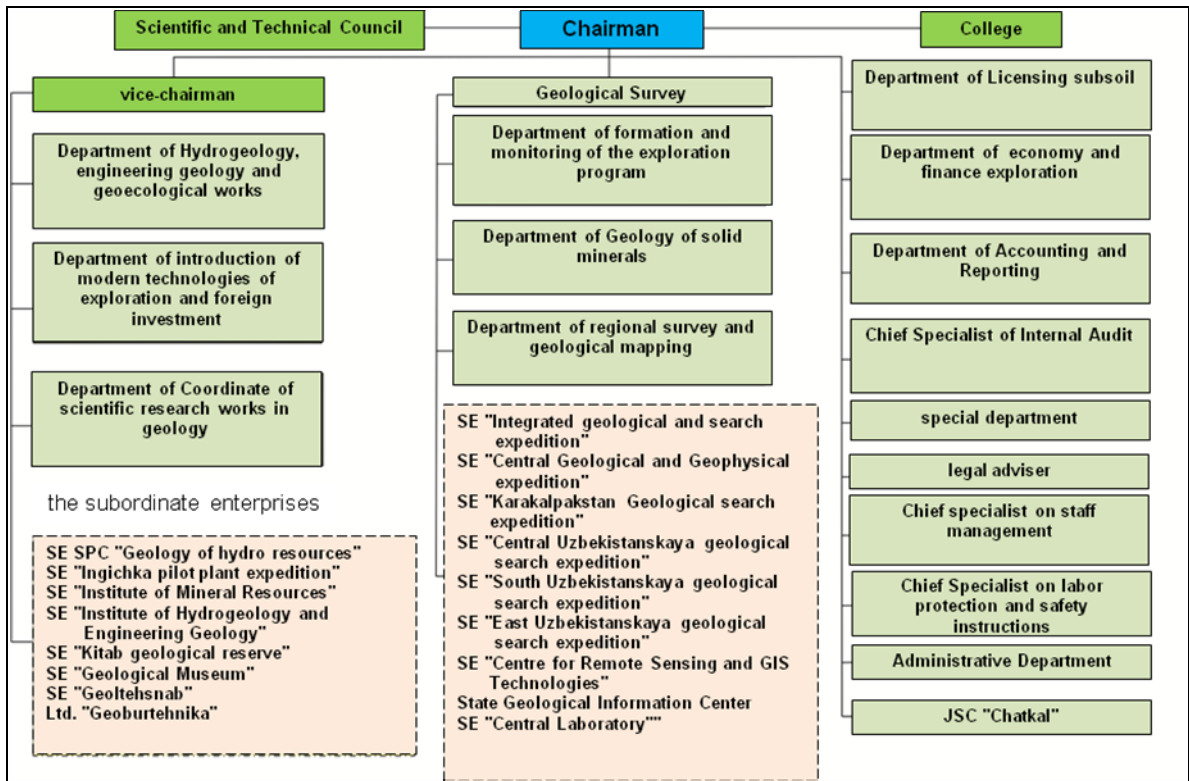 Scientific and Technical Council
Chairman
College
vice-chairman
Department of Hydrogeology,
engineering geology and
geoecological works
Department of introduction of
modern technologies of
exploration and foreign
investment
Department of Coordinate of
scientific research works in
geology
the subordinate enterprises
SE SPC "Geology of hydro resources"
SE "Ingichka pilot plant expedition"
SE "Institute of Mineral Resources"
SE "Institute of Hydrogeology and
Engineering Geology"
SE "Kitab geological reserve"
SE "Geological Museum"
SE "Geoltehsnab"
Ltd. "Geoburtehnika"
Geological Survey
Department of formation and
monitoring of the exploration
program
Department of Geology of solid
minerals
Department of regional survey and
geological mapping
SE "Integrated geological and search
expedition"
SE "Central Geological and Geophysical
expedition"
SE "Karakalpakstan Geological search
expedition"
SE "Central Uzbekistanskaya geological
search expedition"
SE "South Uzbekistanskaya geological
search expedition"
SE "East Uzbekistanskaya geological
search expedition"
SE "Centre for Remote Sensing and GIS
Technologies"
State Geological Information Center
SE "Central Laboratory""
Department of Licensing subsoil
Department of economy and
finance exploration
Department of Accounting and
Reporting
Chief Specialist of Internal Audit
special department
legal adviser
Chief specialist on staff
management
Chief Specialist on labor
protection and safety
instructions
Administrative Department
JSC "Chatkal"